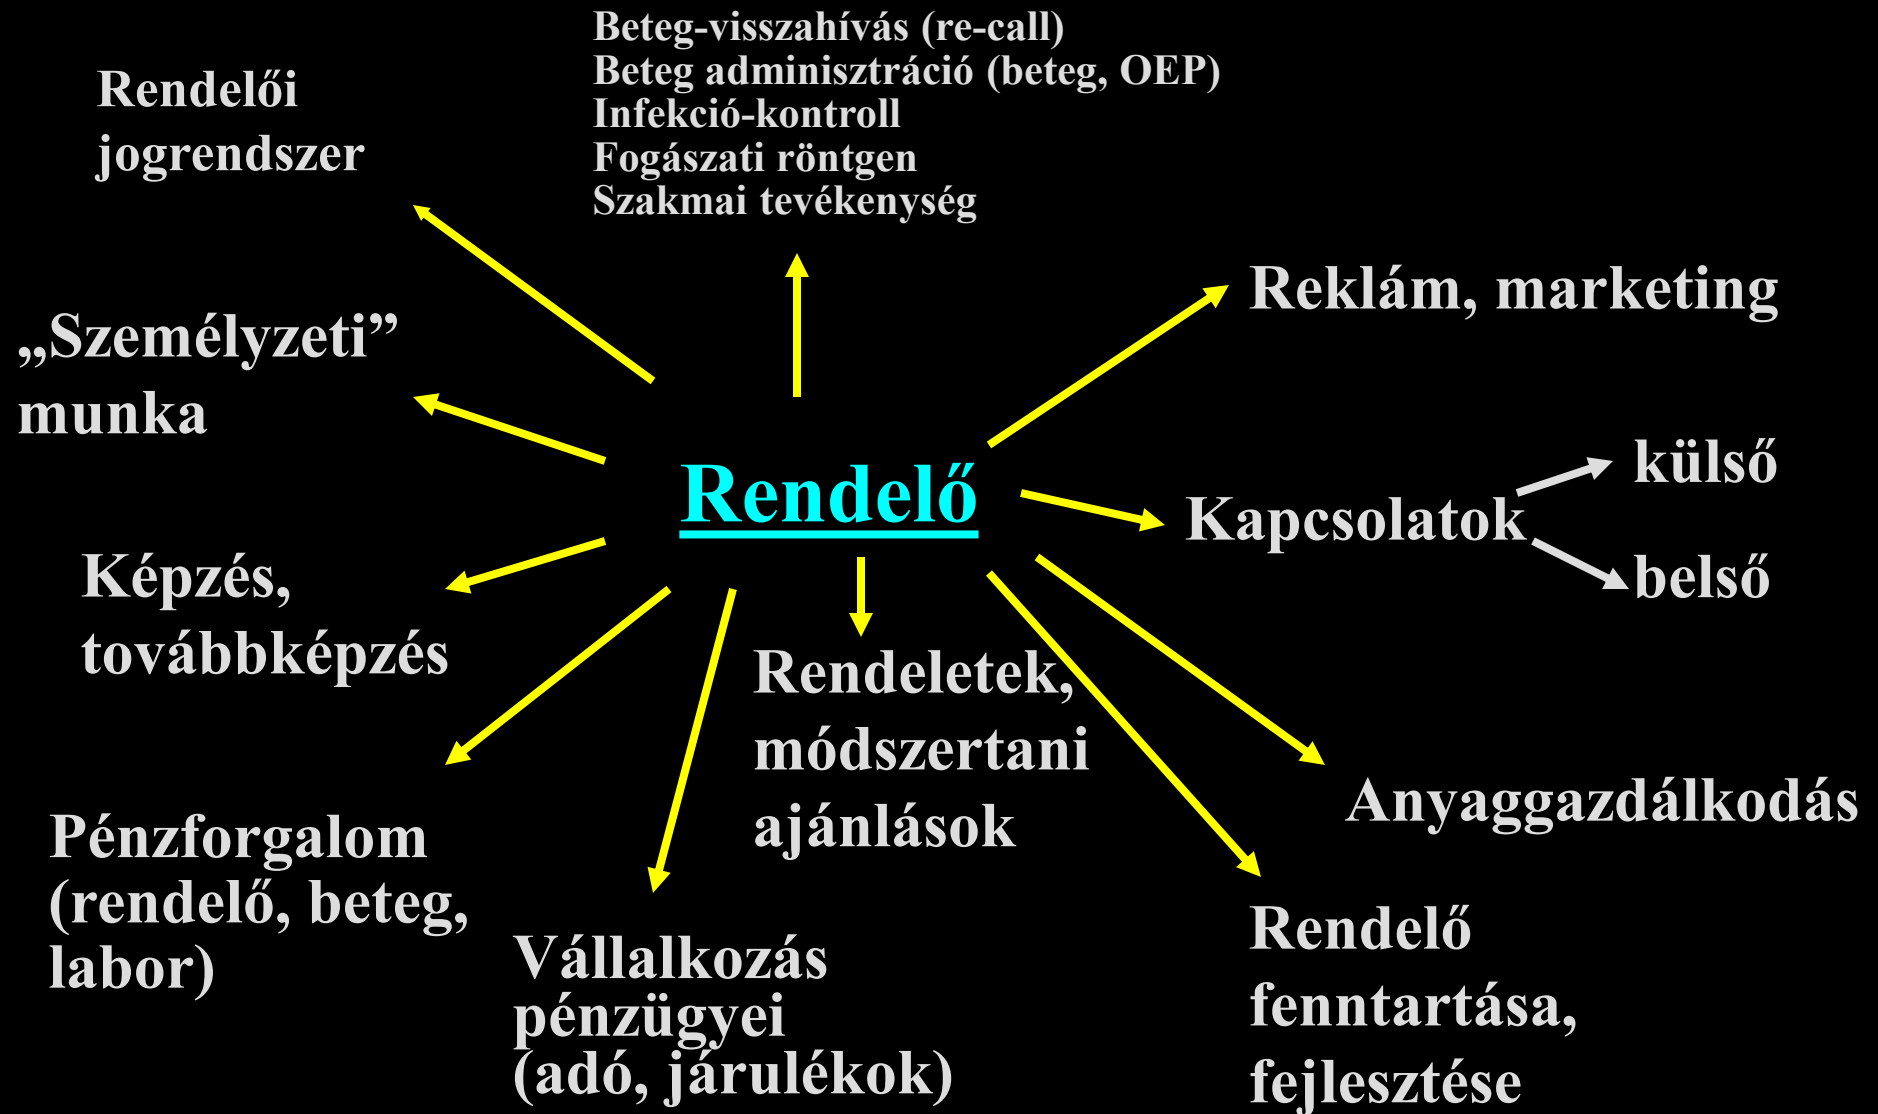 Beteg-visszahívás (re-call)
Beteg adminisztráció (beteg, OEP)
Infekció-kontroll
Fogászati röntgen
Szakmai tevékenység
Rendelői
jogrendszer
Reklám, marketing
„Személyzeti”
munka
Rendelő
Kapcsolatok
külső
belső
Képzés,
továbbképzés
Rendeletek,
módszertani
ajánlások
Anyaggazdálkodás
Pénzforgalom
(rendelő, beteg,
labor)
Vállalkozás
pénzügyei
(adó, járulékok)
Rendelő
fenntartása,
fejlesztése